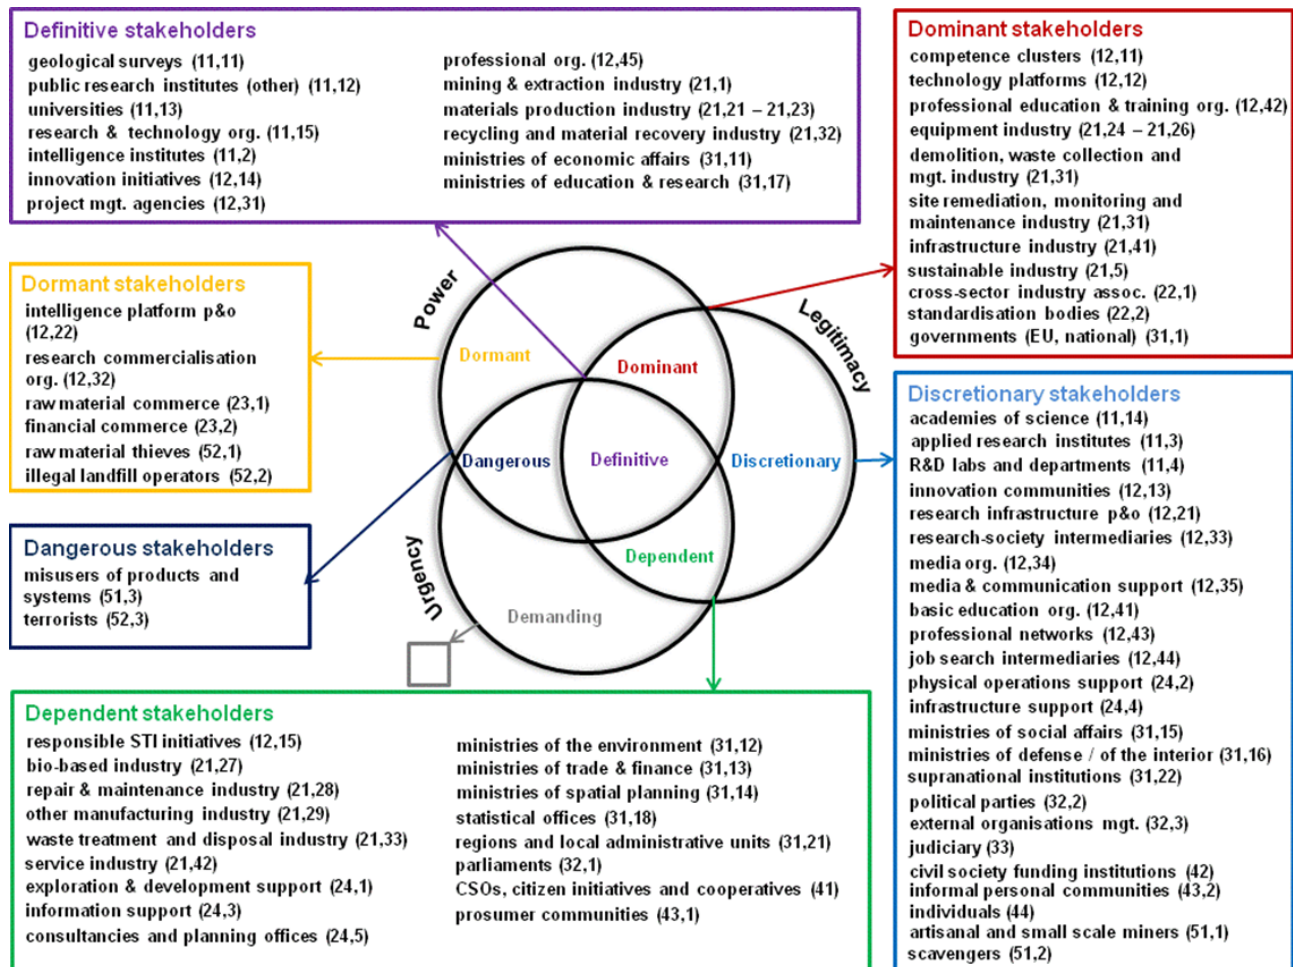 Definitive stakeholders
geological surveys (11,11)
public research institutes (other) (11,12)
universities (11,13)
research & technology org. (11,15)
intelligence institutes (11,2)
innovation initiatives (12,14)
project mgt. agencies (12,31)
professional org. (12,45)
mining & extraction industry (21,1)
materials production industry (21,21 – 21,23)
recycling and material recovery industry (21,32)
ministries of economic affairs (31,11)
ministries of education & research (31,17)
Dominant stakeholders
competence clusters (12,11)
technology platforms (12,12)
professional education & training org. (12,42)
equipment industry (21,24 – 21,26)
demolition, waste collection and
mgt. industry (21,31)
site remediation, monitoring and
maintenance industry (21,31)
infrastructure industry (21,41)
sustainable industry (21,5)
cross-sector industry assoc. (22,1)
standardisation bodies (22,2)
governments (EU, national) (31,1)
Dormant stakeholders
intelligence platform p&o
(12,22)
research commercialisation
org. (12,32)
raw material commerce (23,1)
financial commerce (23,2)
raw material thieves (52,1)
illegal landfill operators (52,2)
Power
Legitimacy
Urgency
Dormant
Dominant
Dangerous
Definitive
Discretionary
Dependent
Demanding
Discretionary stakeholders
academies of science (11,14)
applied research institutes (11,3)
R&D labs and departments (11,4)
innovation communities (12,13)
research infrastructure p&o (12,21)
research-society intermediaries (12,33)
media org. (12,34)
media & communication support (12,35)
basic education org. (12,41)
professional networks (12,43)
job search intermediaries (12,44)
physical operations support (24,2)
infrastructure support (24,4)
ministries of social affairs (31,15)
ministries of defense / of the interior (31,16)
supranational institutions (31,22)
political parties (32,2)
external organisations mgt. (32,3)
judiciary (33)
civil society funding institutions (42)
informal personal communities (43,2)
individuals (44)
artisanal and small scale miners (51,1)
scavengers (51,2)
Dangerous stakeholders
misusers of products and
systems (51,3)
terrorists (52,3)
Dependent stakeholders
responsible STI initiatives (12,15)
bio-based industry (21,27)
repair & maintenance industry (21,28)
other manufacturing industry (21,29)
waste treatment and disposal industry (21,33)
service industry (21,42)
exploration & development support (24,1)
information support (24,3)
consultancies and planning offices (24,5)
ministries of the environment (31,12)
ministries of trade & finance (31,13)
ministries of spatial planning (31,14)
statistical offices (31,18)
regions and local administrative units (31,21)
parliaments (32,1)
CSOs, citizen initiatives and cooperatives (41)
prosumer communities (43,1)